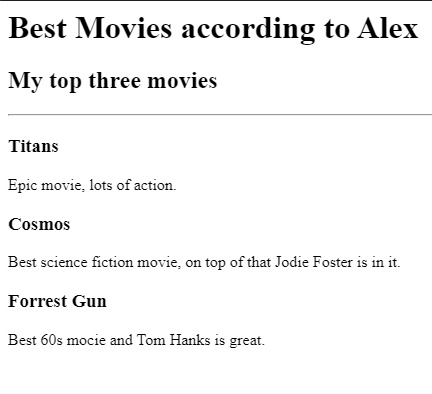 Best Movies according to Alex
My top three movies
Titans
Epic movie, lots of action.
Cosmos
Best science fiction movie, on top of that Jodie Foster is in it.
Forrest Gun
Best 60s mocie and Tom Hanks is great.